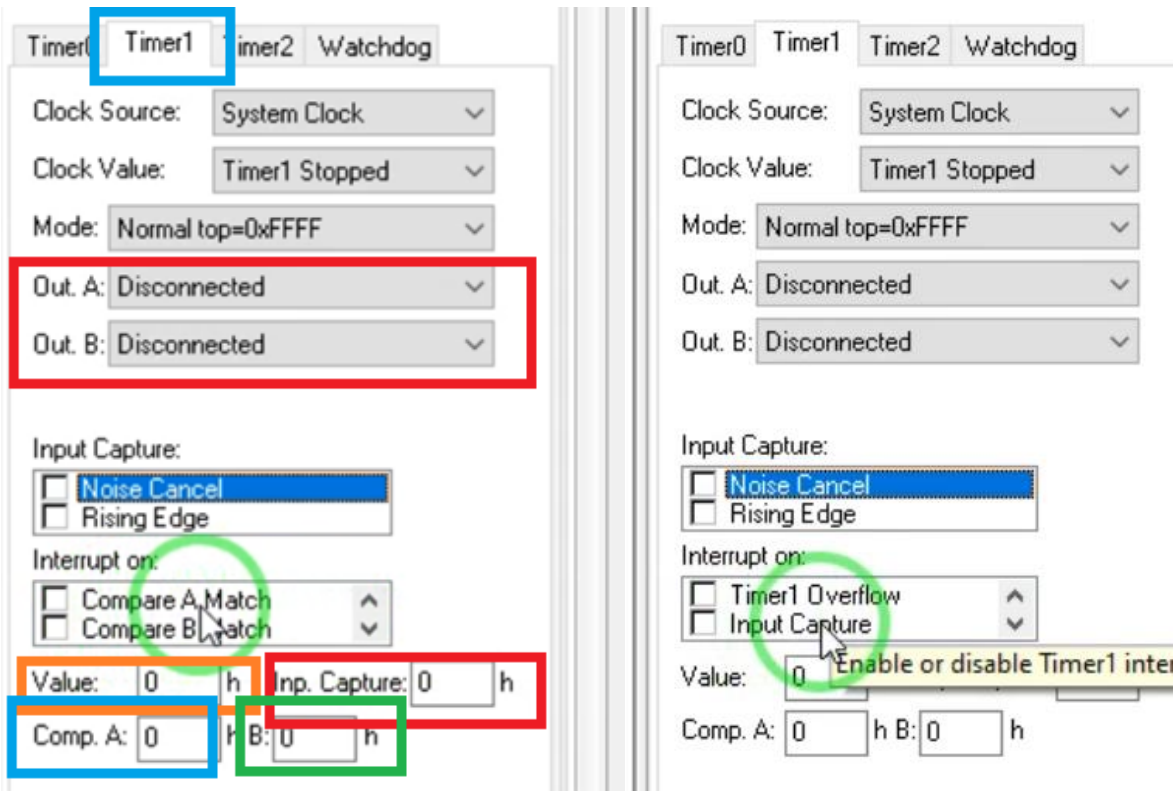 Timer0 Timer1 Timer2 Watchdog
Clock Source: System Clock
Clock Value: Timer1 Stopped
Mode: Normal top=0xFFFF
Out. A: Disconnected
Out. B: Disconnected
Input Capture:
Noise Cancel
Rising Edge
Interrupt on:
Compare A Match
Compare B Match
Value: 0 h Inp. Capture: 0 h
Comp. A: 0 h B: 0 h
Timer0 Timer1 Timer2 Watchdog
Clock Source: System Clock
Clock Value: Timer1 Stopped
Mode: Normal top=0xFFFF
Out. A: Disconnected
Out. B: Disconnected
Input Capture:
Noise Cancel
Rising Edge
Interrupt on:
Timer1 Overflow
Input Capture
Enable or disable Timer1 inter
Value: 0
Comp. A: 0 h B: 0 h